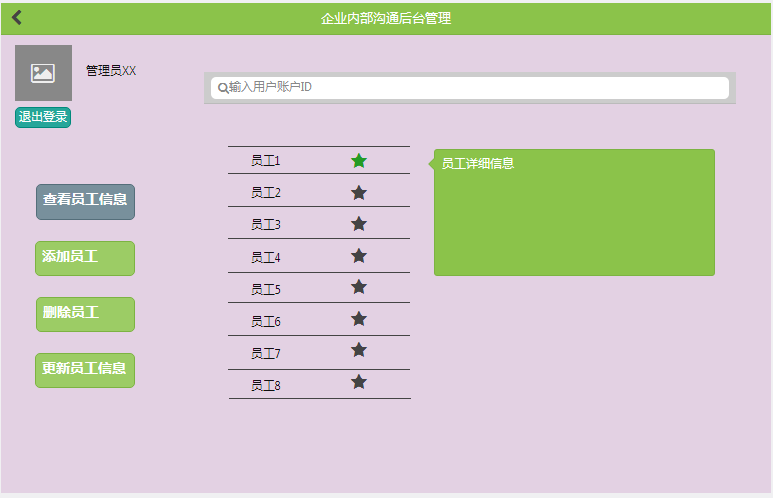 企业内部沟通后台管理
管理员XX
退出登录
输入用户账户ID
查看员工信息
添加员工
删除员工
更新员工信息
员工1
员工2
员工3
员工4
员工5
员工6
员工7
员工8
员工详细信息